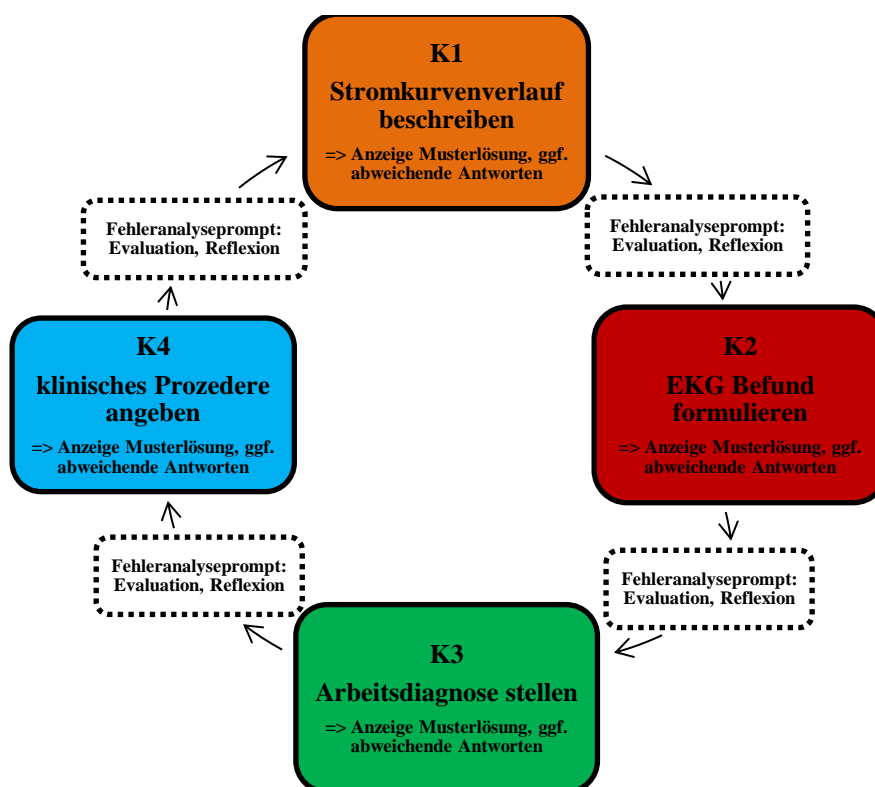 K1
Stromkurvenverlauf
beschreiben
=> Anzeige Musterlösung, ggf.
abweichende Antworten
Fehleranalyseprompt:
Evaluation, Reflexion
Fehleranalyseprompt:
Evaluation, Reflexion
K4
klinisches Prozedere
angeben
=> Anzeige Musterlösung, ggf.
abweichende Antworten
K2
EKG Befund
formulieren
=> Anzeige Musterlösung, ggf.
abweichende Antworten
Fehleranalyseprompt:
Evaluation, Reflexion
Fehleranalyseprompt:
Evaluation, Reflexion
K3
Arbeitsdiagnose stellen
=> Anzeige Musterlösung, ggf.
abweichende Antworten